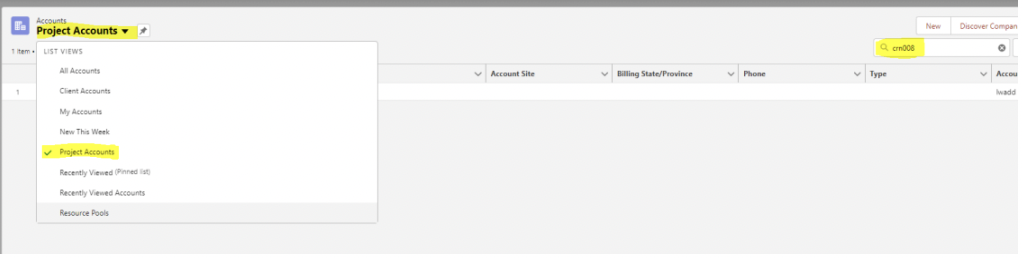 Accounts
Project Accounts
New
Discover Compan
1 item •
crn008
LIST VIEWS
All Accounts
Client Accounts
My Accounts
New This Week
Project Accounts
Recently Viewed (Pinned list)
Recently Viewed Accounts
Resource Pools
Account Site
Billing State/Province
Phone
Type
Accou
1
lwadd